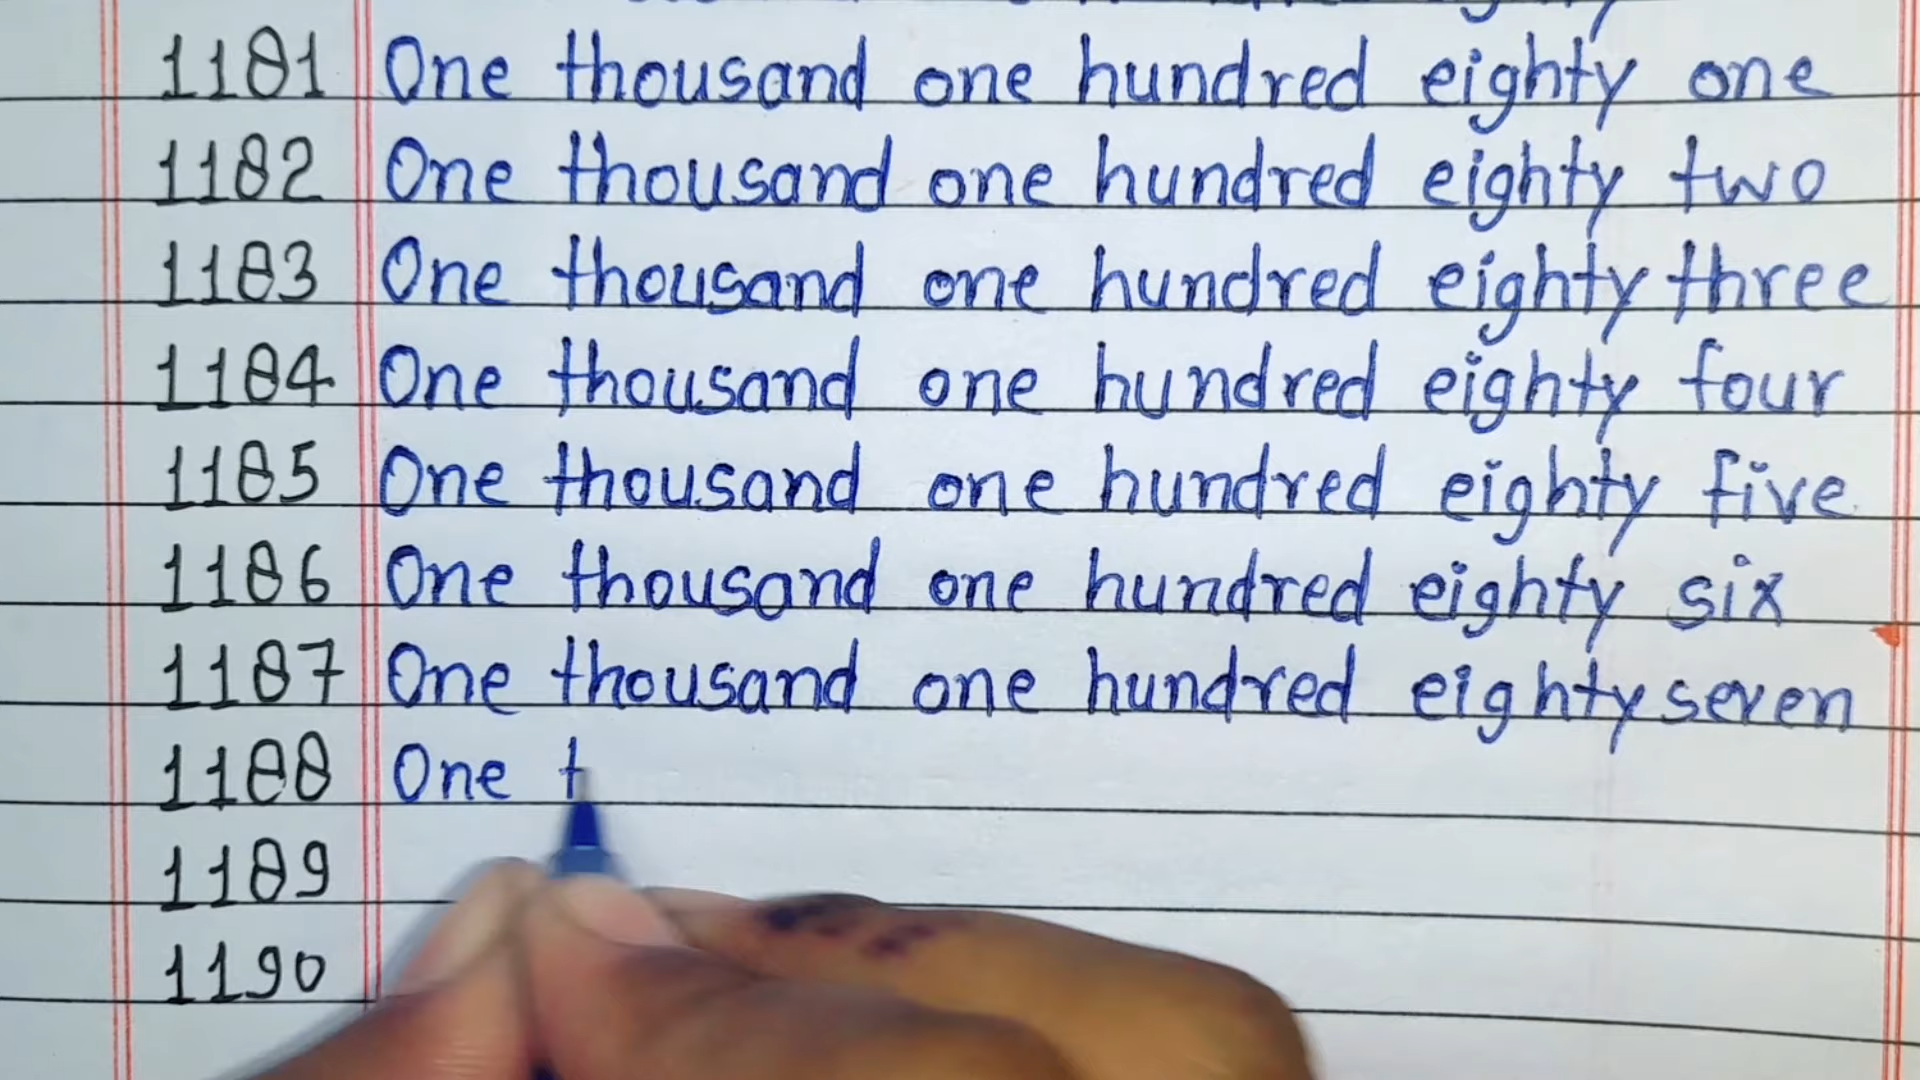 1181 One thousand one hundred eighty one
1182 One thousand one hundred eighty two
1183 One thousand one hundred eighty three
1184 One thousand one hundred eighty four
1185 One thousand one hundred eighty five
1186 One thousand one hundred eighty six
1187 One thousand one hundred eighty seven
1188 One t
1189
1190